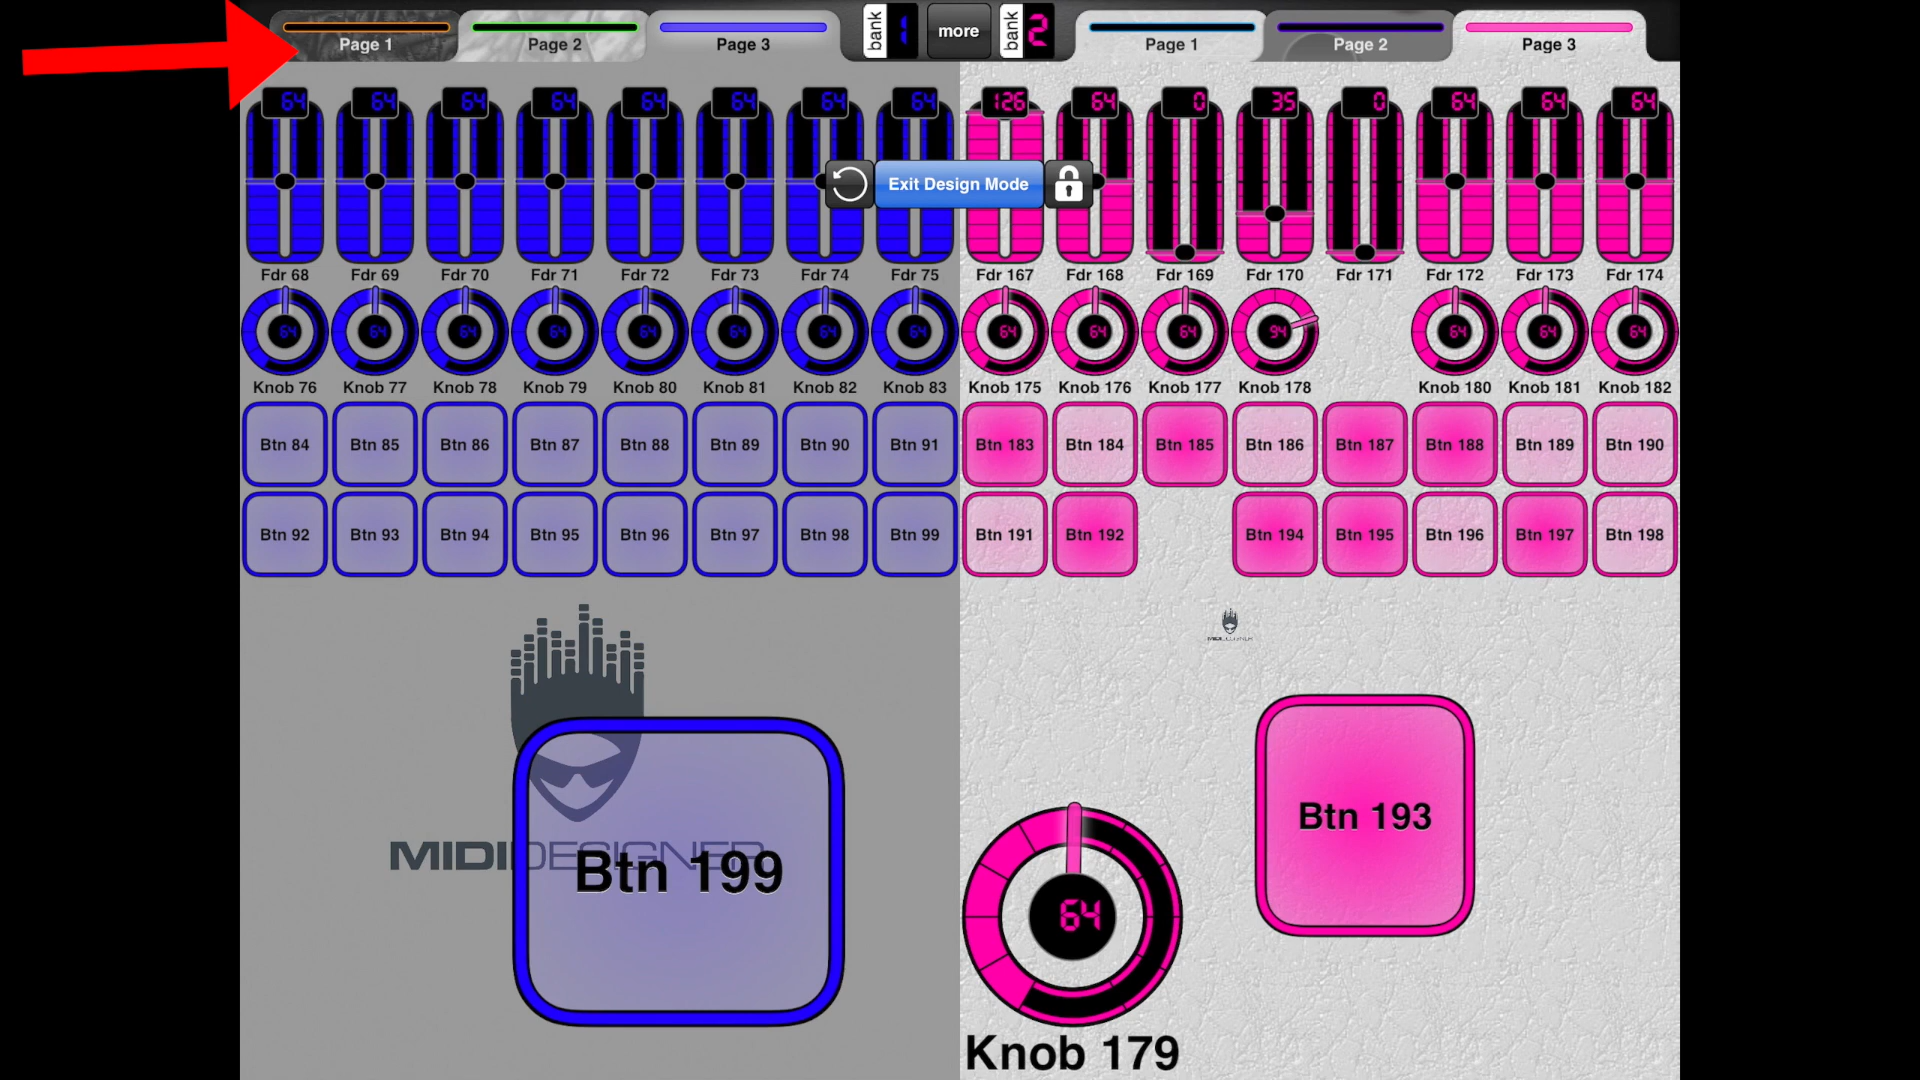 Page 1 Page 2 Page 3 bank 1 more bank 2 Page 1 Page 2 Page 3
64 64 64 64 64 64 64 64 126 64 0 35 0 64 64 64
Exit Design Mode
Fdr 68 Fdr 69 Fdr 70 Fdr 71 Fdr 72 Fdr 73 Fdr 74 Fdr 75 Fdr 167 Fdr 168 Fdr 169 Fdr 170 Fdr 171 Fdr 172 Fdr 173 Fdr 174
64 64 64 64 64 64 64 64 64 64 64 94 64 64 64
Knob 76 Knob 77 Knob 78 Knob 79 Knob 80 Knob 81 Knob 82 Knob 83 Knob 175 Knob 176 Knob 177 Knob 178 Knob 180 Knob 181 Knob 182
Btn 84 Btn 85 Btn 86 Btn 87 Btn 88 Btn 89 Btn 90 Btn 91 Btn 183 Btn 184 Btn 185 Btn 186 Btn 187 Btn 188 Btn 189 Btn 190
Btn 92 Btn 93 Btn 94 Btn 95 Btn 96 Btn 97 Btn 98 Btn 99 Btn 191 Btn 192 Btn 194 Btn 195 Btn 196 Btn 197 Btn 198
MIDIDESIGNER
Btn 193
MIDIDESIGNER
Btn 199
64
Knob 179